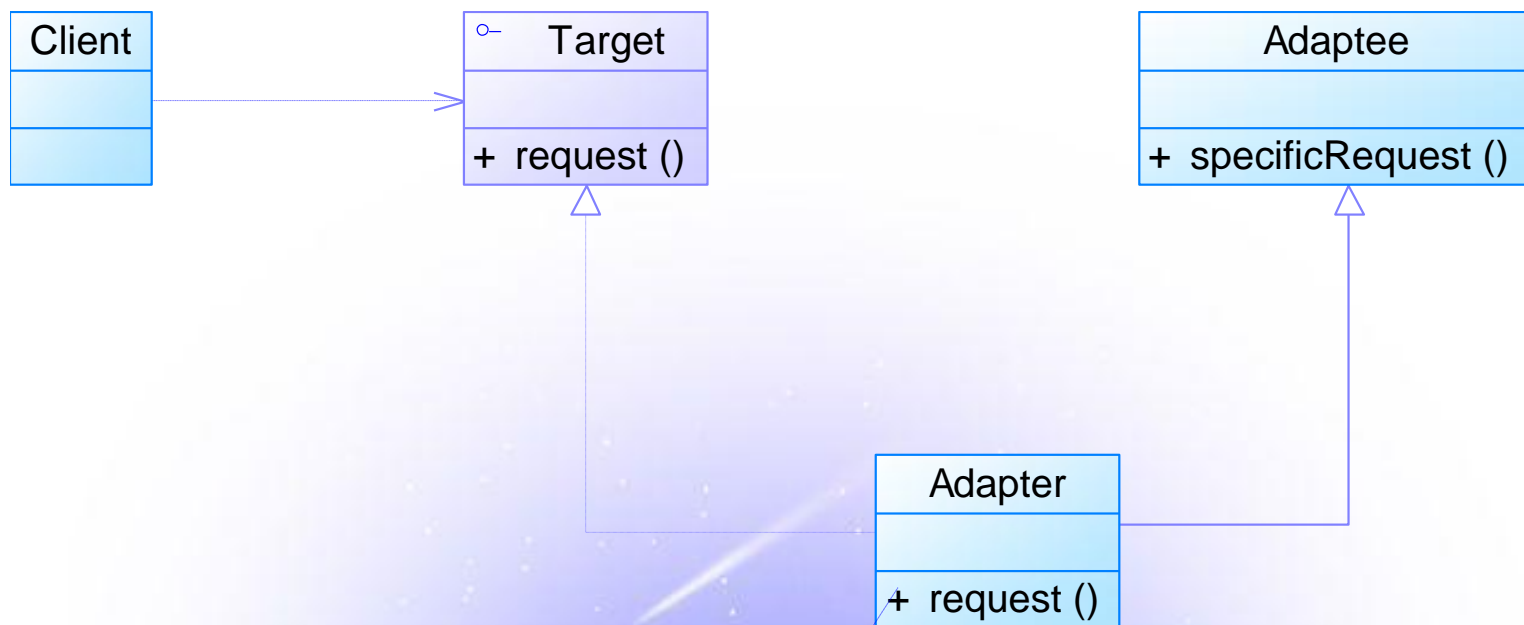 Client
Target
+ request ()
Adaptee
+ specificRequest ()
Adapter
+ request ()